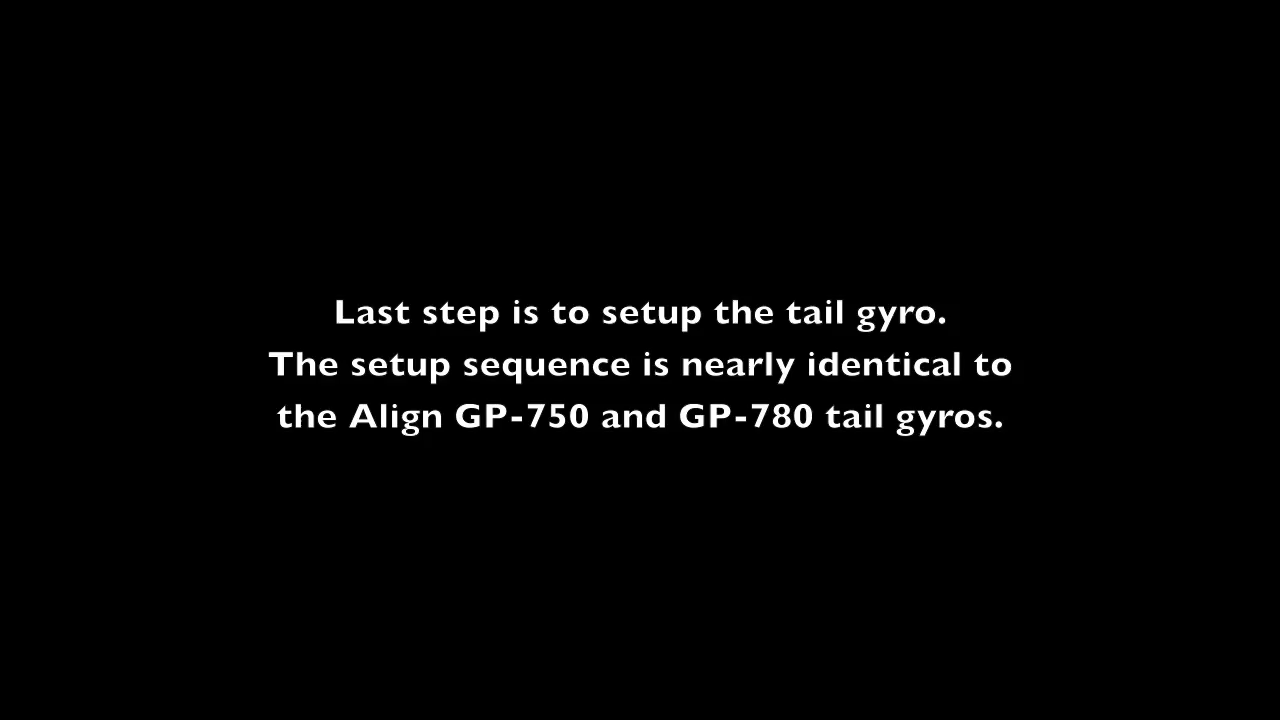 Last step is to setup the tail gyro.
The setup sequence is nearly identical to
the Align GP-750 and GP-780 tail gyros.